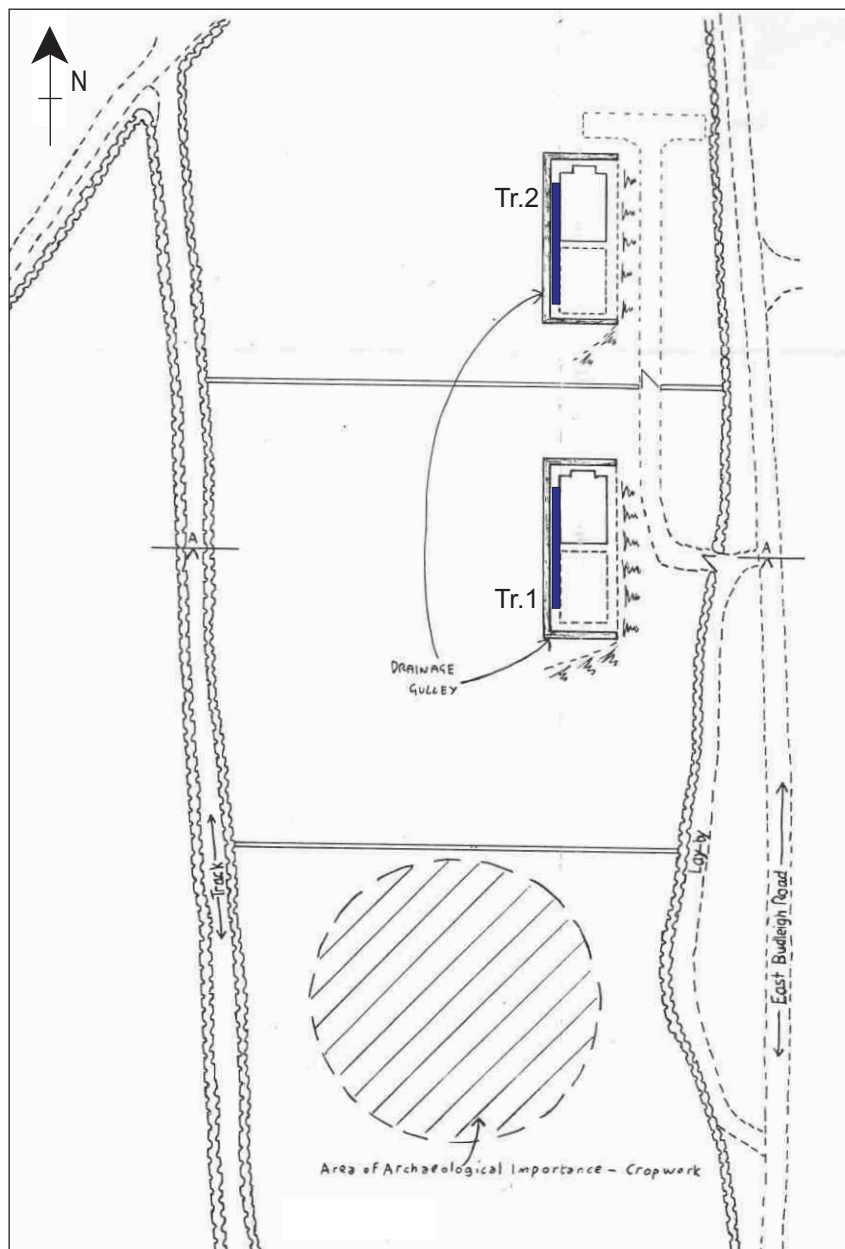 N
Tr.2
A
A
Tr.1
DRAINAGE
GULLEY
Track
Lay-by
East Budleigh Road
Area of Archaeological Importance - Cropwork